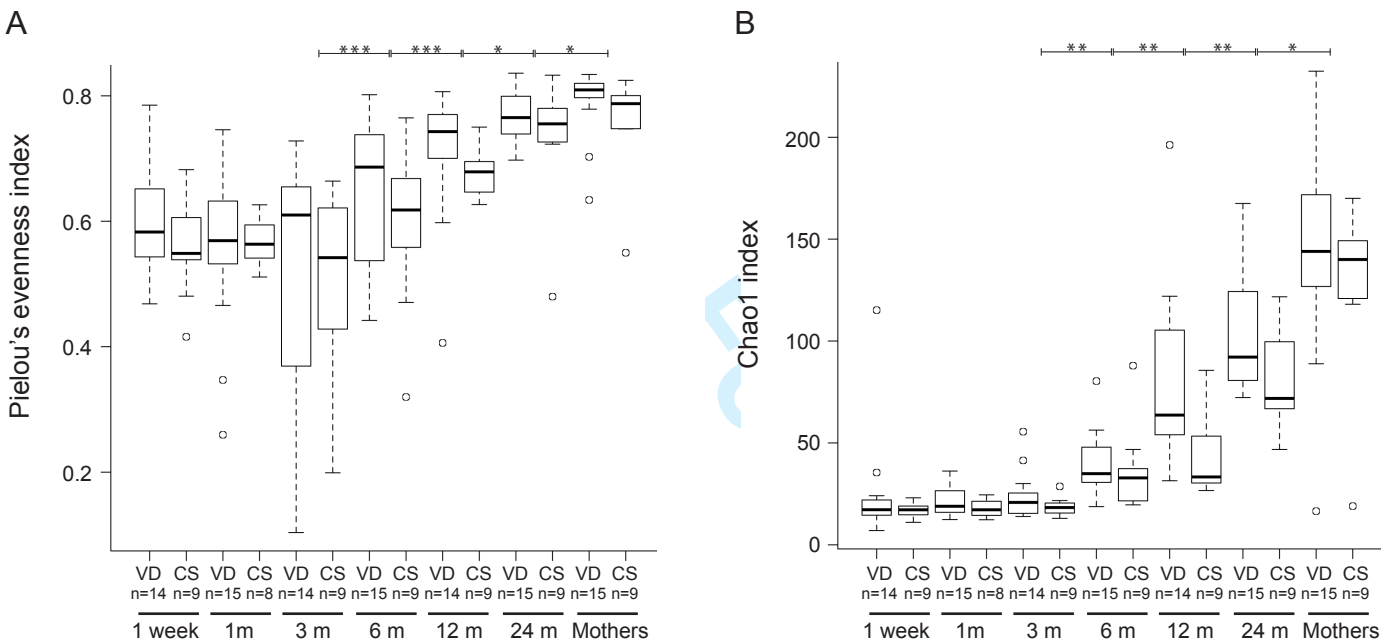 A
B
*** *** * *
** ** ** *
Pielou's evenness index
0.8
0.6
0.4
0.2
VD CS VD CS VD CS VD CS VD CS VD CS VD CS
n=14 n=9 n=15 n=8 n=14 n=9 n=15 n=9 n=14 n=9 n=15 n=9 n=15 n=9
1 week 1m 3 m 6 m 12 m 24 m Mothers
Chao1 index
200
150
100
50
0
VD CS VD CS VD CS VD CS VD CS VD CS VD CS
n=14 n=9 n=15 n=8 n=14 n=9 n=15 n=9 n=14 n=9 n=15 n=9 n=15 n=9
1 week 1m 3 m 6 m 12 m 24 m Mothers